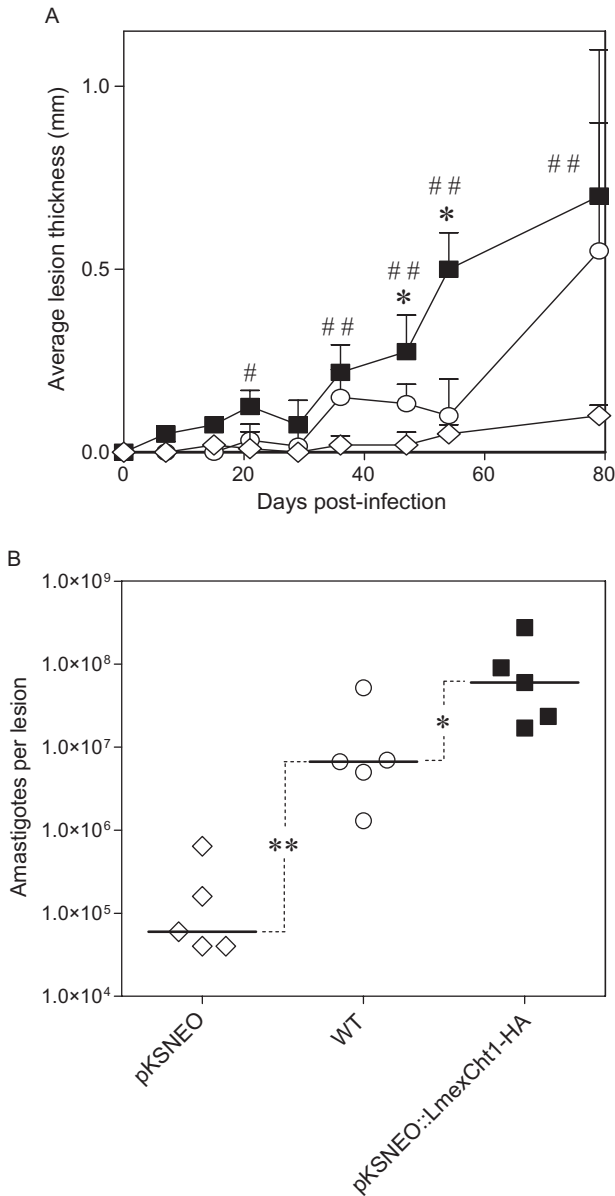 A
Average lesion thickness (mm)
1.0
0.5
0.0
#
##
##
*
##
*
##
0
20
40
60
80
Days post-infection
B
Amastigotes per lesion
1.0×10⁹
1.0×10⁸
1.0×10⁷
1.0×10⁶
1.0×10⁵
1.0×10⁴
**
*
pKSNEO
WT
pKSNEO::LmexCht1-HA